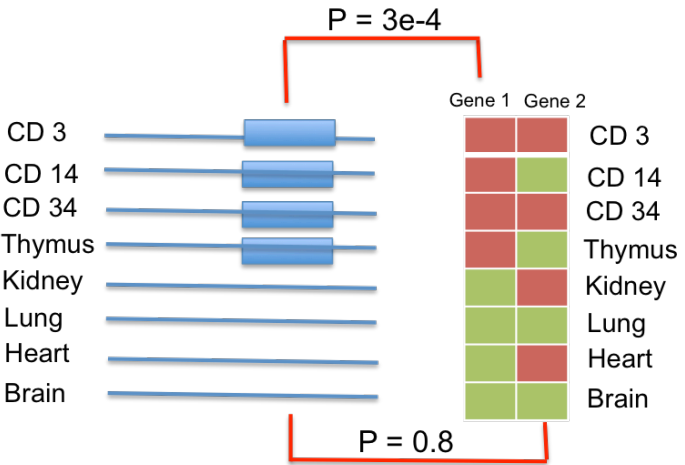 P = 3e-4
Gene 1 Gene 2
CD 3 CD 3
CD 14 CD 14
CD 34 CD 34
Thymus Thymus
Kidney Kidney
Lung Lung
Heart Heart
Brain Brain
P = 0.8